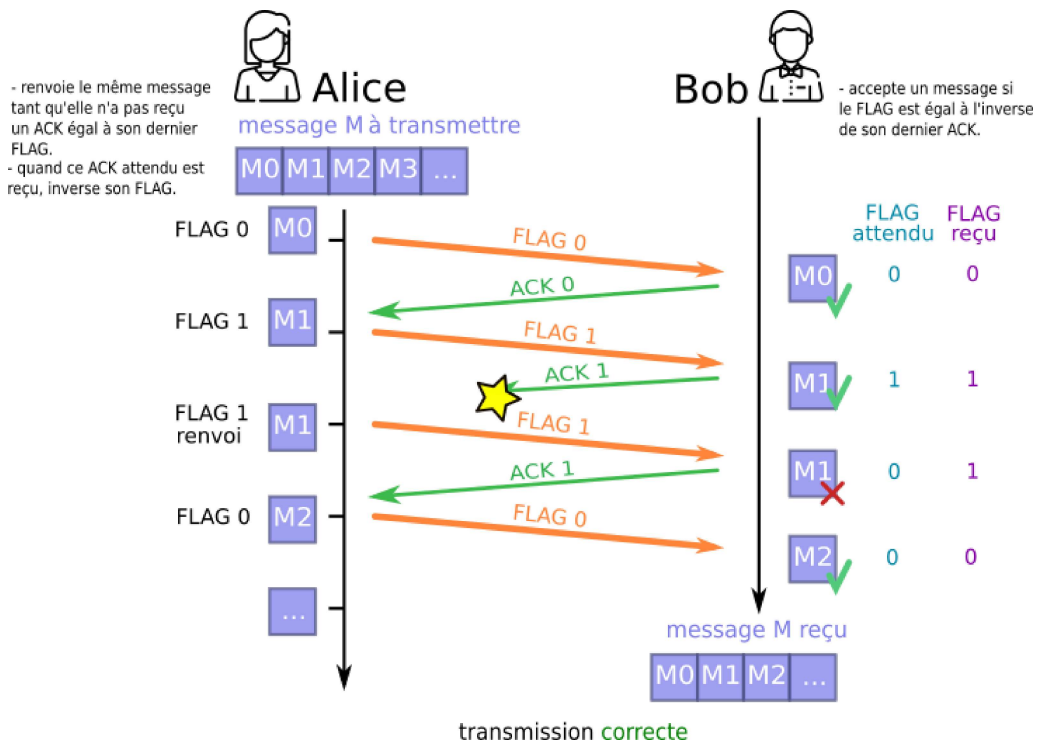 Alice
Bob
- renvoie le même message
tant qu'elle n'a pas reçu
un ACK égal à son dernier
FLAG.
- quand ce ACK attendu est
reçu, inverse son FLAG.
- accepte un message si
le FLAG est égal à l'inverse
de son dernier ACK.
message M à transmettre
M0 M1 M2 M3 ...
FLAG attendu
FLAG reçu
FLAG 0
M0
FLAG 0
M0
0
0
ACK 0
FLAG 1
M1
FLAG 1
M1
1
1
ACK 1
FLAG 1
renvoi
M1
FLAG 1
M1
0
1
ACK 1
FLAG 0
M2
FLAG 0
M2
0
0
...
message M reçu
M0 M1 M2 ...
transmission correcte